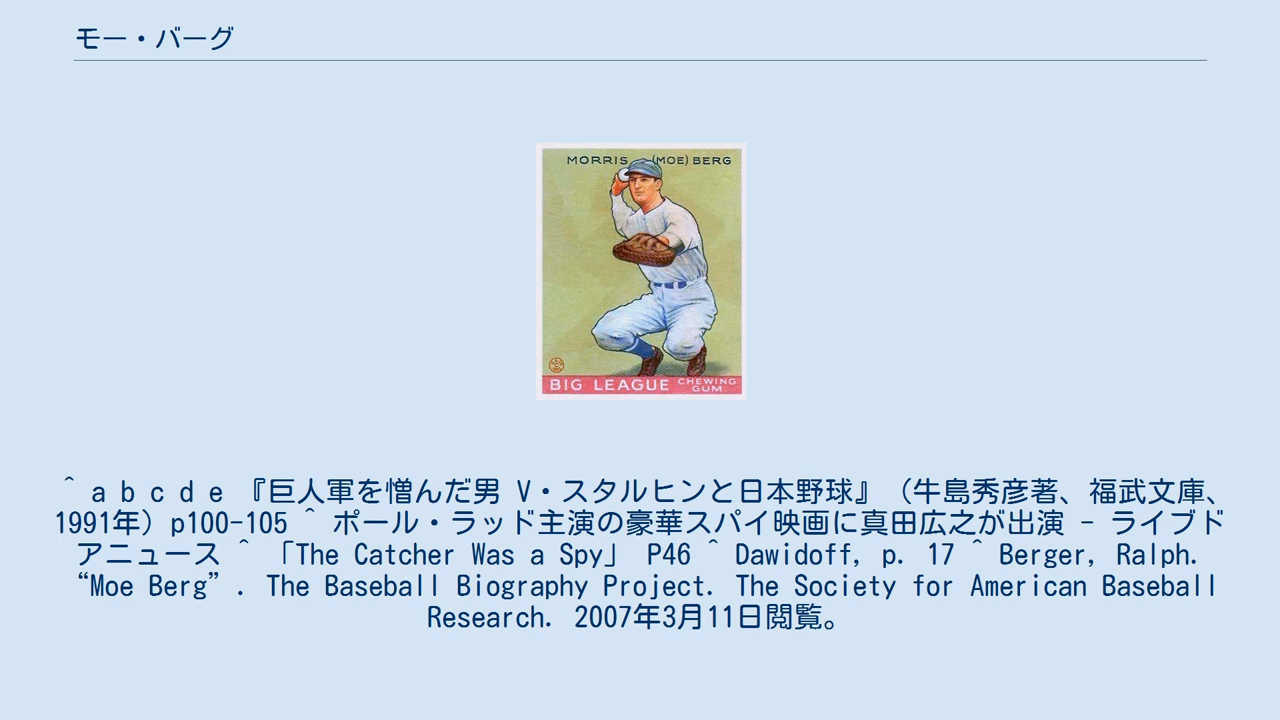 モー・バーグ
MORRIS (MOE) BERG
BIG LEAGUE CHEWING GUM
^ a b c d e 『巨人軍を憎んだ男 V・スタルヒンと日本野球』（牛島秀彦著、福武文庫、
1991年）p100-105 ^ ポール・ラッド主演の豪華スパイ映画に真田広之が出演 - ライブド
アニュース ^ 「The Catcher Was a Spy」 P46 ^ Dawidoff, p. 17 ^ Berger, Ralph.
“Moe Berg”. The Baseball Biography Project. The Society for American Baseball
Research. 2007年3月11日閲覧。